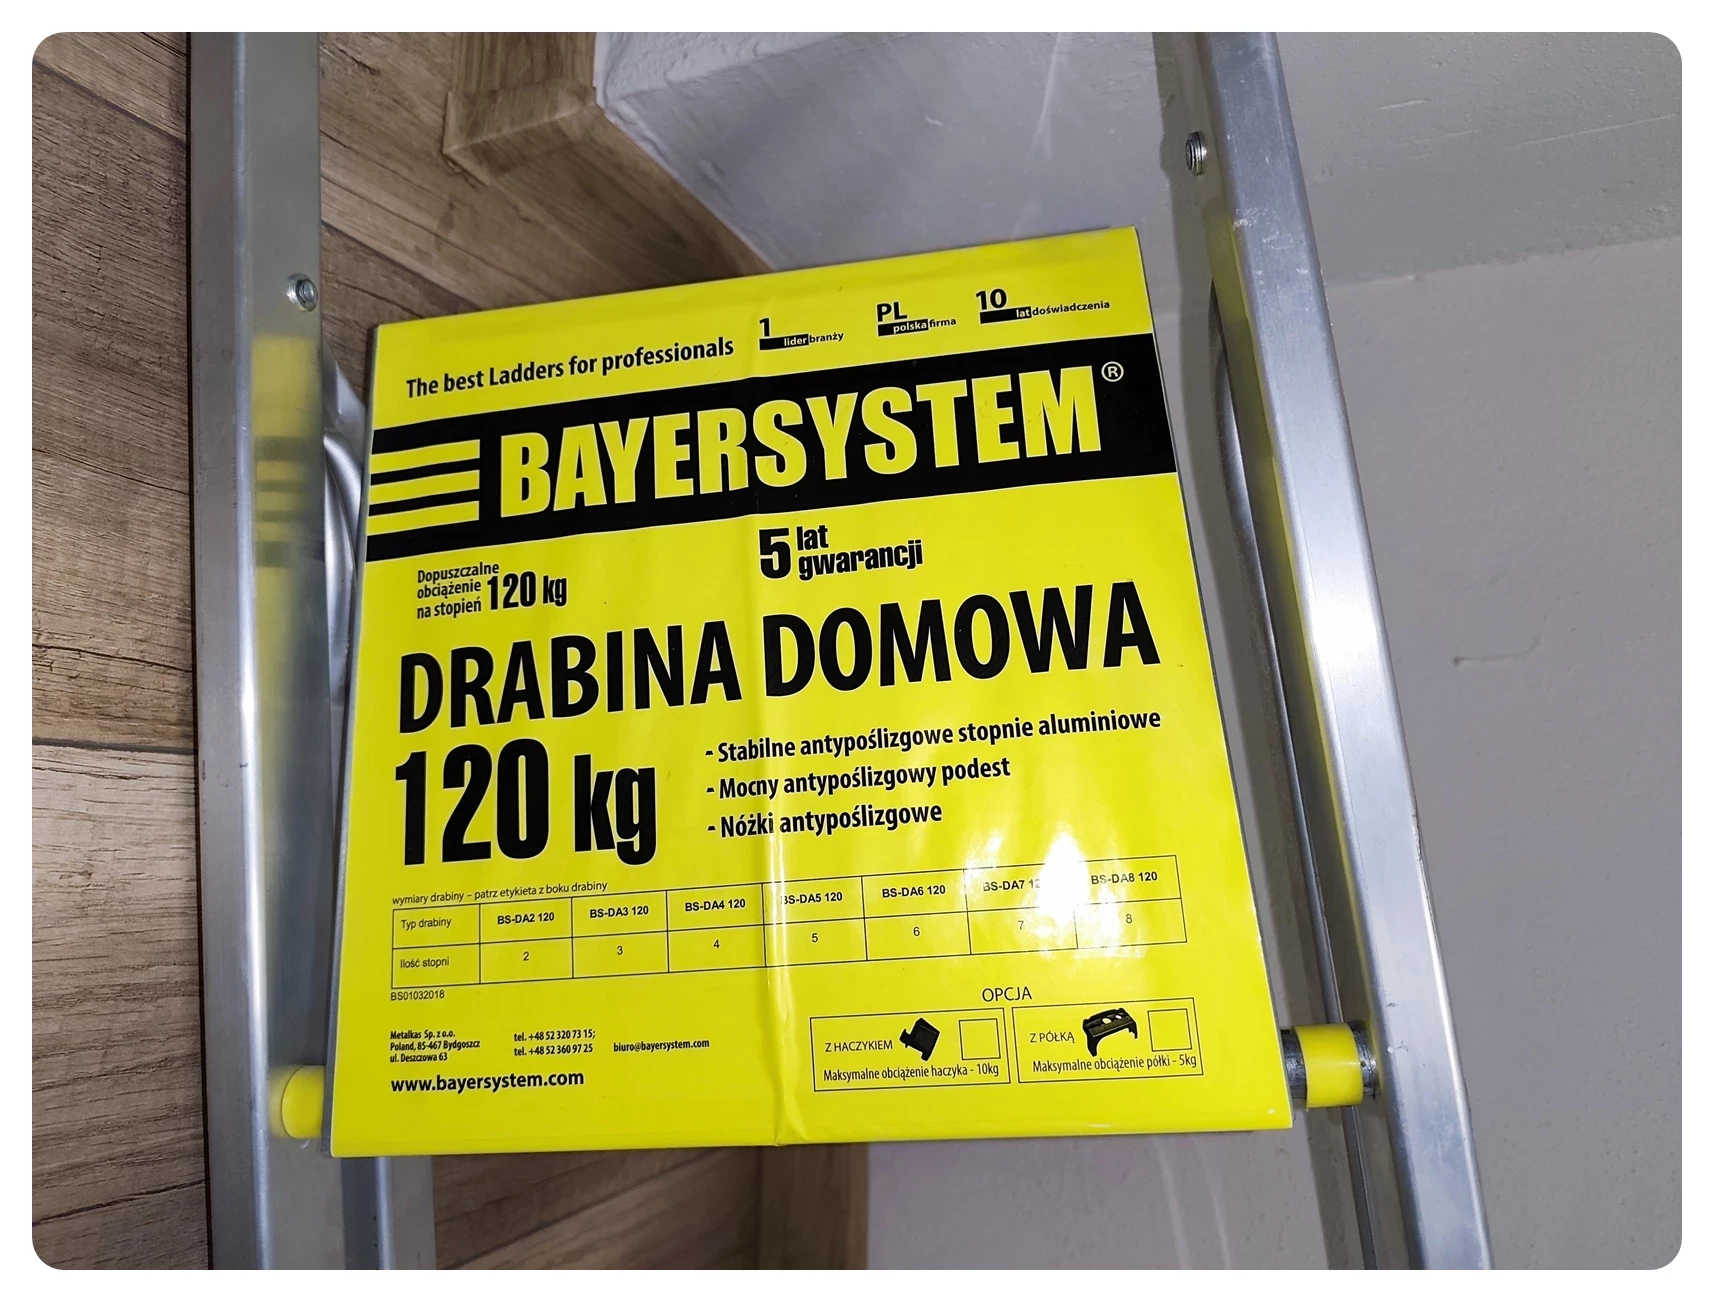 The best Ladders for professionals
1 lider branży
PL polska firma
10 lat doświadczenia
BAYERSYSTEM®
Dopuszczalne
obciążenie
na stopień 120 kg
5 lat
gwarancji
DRABINA DOMOWA
120 kg
- Stabilne antypoślizgowe stopnie aluminiowe
- Mocny antypoślizgowy podest
- Nóżki antypoślizgowe
wymiary drabiny – patrz etykieta z boku drabiny
Typ drabiny BS-DA2 120 BS-DA3 120 BS-DA4 120 BS-DA5 120 BS-DA6 120 BS-DA7 12 BS-DA8 120
Ilość stopni 2 3 4 5 6 7 8
BS01032018
OPCJA
Z HACZYKIEM
Maksymalne obciążenie haczyka - 10kg
Z PÓŁKĄ
Maksymalne obciążenie półki - 5kg
Metalkas Sp. z o.o.
Poland, 85-467 Bydgoszcz
ul. Deszczowa 63
tel. +48 52 320 73 15;
tel. +48 52 360 97 25
biuro@bayersystem.com
www.bayersystem.com